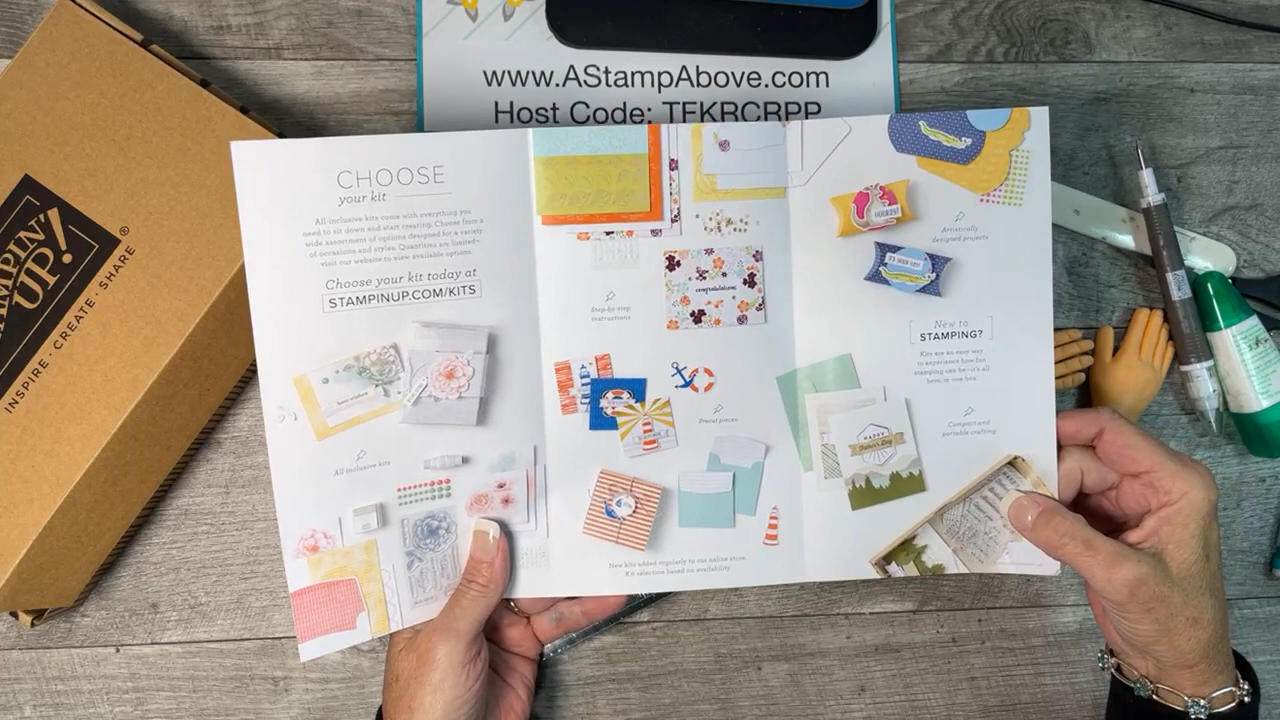 www.AStampAbove.com
Host Code: TFKRCRPP
STAMPIN'
UP!®
INSPIRE · CREATE · SHARE
CHOOSE
your kit
All-inclusive kits come with everything you
need to sit down and start creating. Choose from a
wide assortment of options designed for a variety
of occasions and styles. Quantities are limited—
visit our website to view available options.
Choose your kit today at
STAMPINUP.COM/KITS
All-inclusive kits
Step-by-step
instructions
congratulations
Precut pieces
New kits added regularly to our online store.
Kit selection based on availability.
HOORAY!
Artistically
designed projects
New to
STAMPING?
Kits are an easy way
to experience how fun
stamping can be—it's all
here, in one box.
Compact and
portable crafting
HAPPY
Father's Day